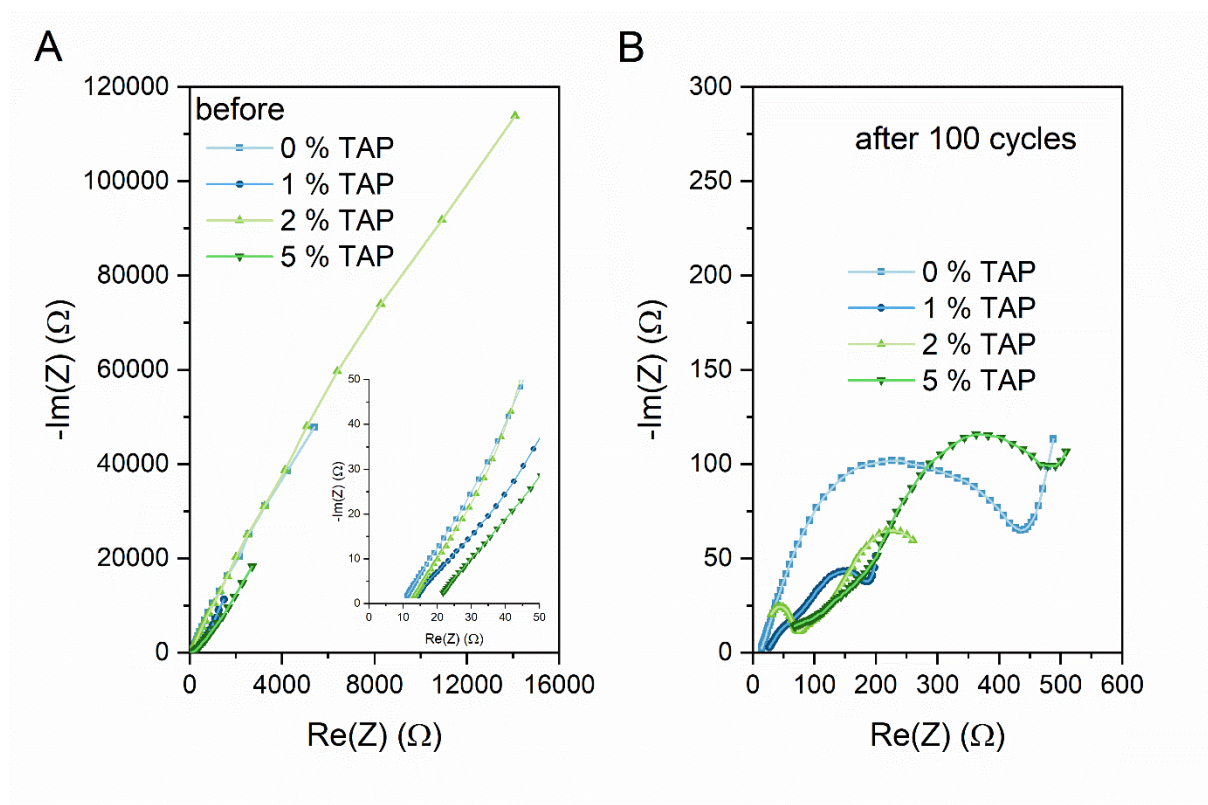 A
before
0 % TAP
1 % TAP
2 % TAP
5 % TAP
120000
100000
80000
60000
40000
20000
0
-Im(Z) (Ω)
0 4000 8000 12000 16000
Re(Z) (Ω)
50
40
30
20
10
0
-Im(Z) (Ω)
0 10 20 30 40 50
Re(Z) (Ω)
B
after 100 cycles
0 % TAP
1 % TAP
2 % TAP
5 % TAP
300
250
200
150
100
50
0
-Im(Z) (Ω)
0 50 100 200 300 400 500 600
Re(Z) (Ω)